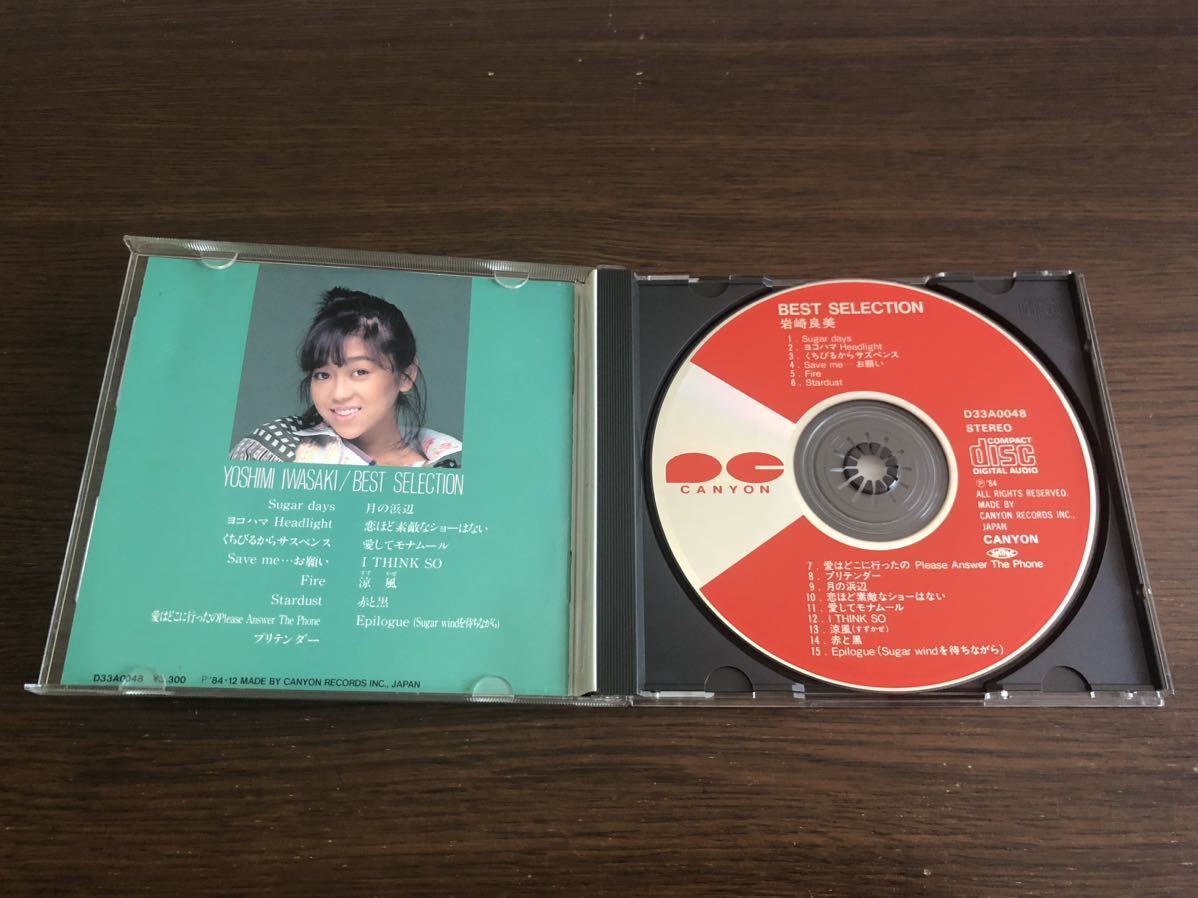 YOSHIMI IWASAKI/BEST SELECTION
Sugar days
ヨコハマ Headlight
くちびるからサスペンス
Save me…お願い
Fire
Stardust
愛はどこに行ったのPlease Answer The Phone
プリテンダー
月の浜辺
恋ほど素敵なショーはない
愛してモナムール
I THINK SO
すず かぜ
涼 風
赤と黒
Epilogue (Sugar windを待ちながら)
D33A0048 ¥3,300 P'84・12 MADE BY CANYON RECORDS INC., JAPAN
BEST SELECTION
岩崎良美
1. Sugar days
2. ヨコハマ Headlight
3. くちびるからサスペンス
4. Save me…お願い
5. Fire
6. Stardust
CANYON
D33A0048
STEREO
COMPACT
disc
DIGITAL AUDIO
Ⓟ'84
ALL RIGHTS RESERVED.
MADE BY
CANYON RECORDS INC.,
JAPAN
CANYON
7. 愛はどこに行ったの Please Answer The Phone
8. プリテンダー
9. 月の浜辺
10. 恋ほど素敵なショーはない
11. 愛してモナムール
12. I THINK SO
13. 涼風(すずかぜ)
14. 赤と黒
15. Epilogue (Sugar windを待ちながら)